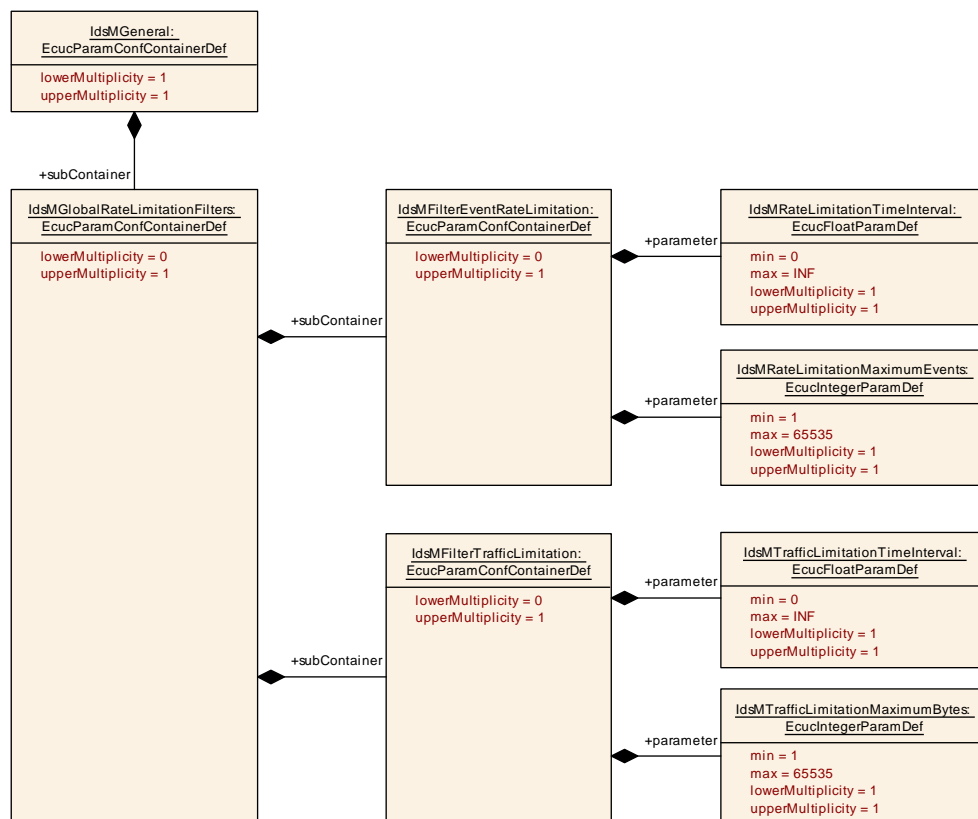 IdsMGeneral:
EcucParamConfContainerDef
lowerMultiplicity = 1
upperMultiplicity = 1
+subContainer
IdsMGlobalRateLimitationFilters:
EcucParamConfContainerDef
lowerMultiplicity = 0
upperMultiplicity = 1
+subContainer
IdsMFilterEventRateLimitation:
EcucParamConfContainerDef
lowerMultiplicity = 0
upperMultiplicity = 1
+parameter
IdsMRateLimitationTimeInterval:
EcucFloatParamDef
min = 0
max = INF
lowerMultiplicity = 1
upperMultiplicity = 1
+parameter
IdsMRateLimitationMaximumEvents:
EcucIntegerParamDef
min = 1
max = 65535
lowerMultiplicity = 1
upperMultiplicity = 1
+subContainer
IdsMFilterTrafficLimitation:
EcucParamConfContainerDef
lowerMultiplicity = 0
upperMultiplicity = 1
+parameter
IdsMTrafficLimitationTimeInterval:
EcucFloatParamDef
min = 0
max = INF
lowerMultiplicity = 1
upperMultiplicity = 1
+parameter
IdsMTrafficLimitationMaximumBytes:
EcucIntegerParamDef
min = 1
max = 65535
lowerMultiplicity = 1
upperMultiplicity = 1